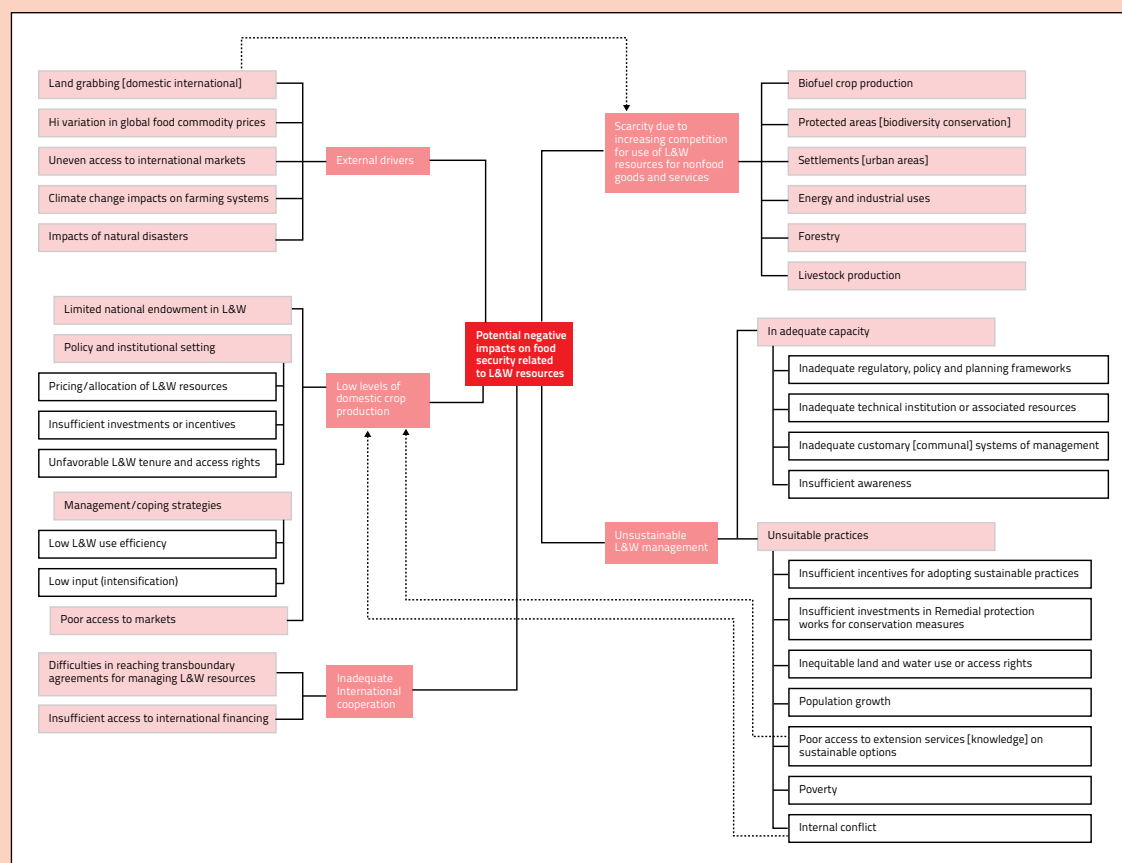 Land grabbing [domestic international]
Hi variation in global food commodity prices
Uneven access to international markets
Climate change impacts on farming systems
Impacts of natural disasters
External drivers
Scarcity due to
increasing competition
for use of L&W
resources for nonfood
goods and services
Biofuel crop production
Protected areas [biodiversity conservation]
Settlements [urban areas]
Energy and industrial uses
Forestry
Livestock production
Potential negative
impacts on food
security related
to L&W resources
Limited national endowment in L&W
Policy and institutional setting
Pricing/allocation of L&W resources
Insufficient investments or incentives
Unfavorable L&W tenure and access rights
Management/coping strategies
Low L&W use efficiency
Low input (intensification)
Poor access to markets
Low levels of
domestic crop
production
Difficulties in reaching transboundary
agreements for managing L&W resources
Insufficient access to international financing
Inadequate
International
cooperation
Unsustainable
L&W management
In adequate capacity
Inadequate regulatory, policy and planning frameworks
Inadequate technical institution or associated resources
Inadequate customary [communal] systems of management
Insufficient awareness
Unsuitable practices
Insufficient incentives for adopting sustainable practices
Insufficient investments in Remedial protection
works for conservation measures
Inequitable land and water use or access rights
Population growth
Poor access to extension services [knowledge] on
sustainable options
Poverty
Internal conflict